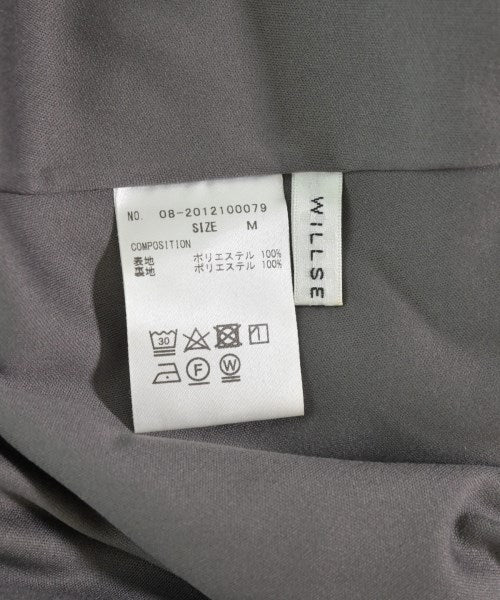 NO. 08-2012100079
SIZE M
COMPOSITION
表地 ポリエステル 100%
裏地 ポリエステル 100%
30
F W
WILLSE